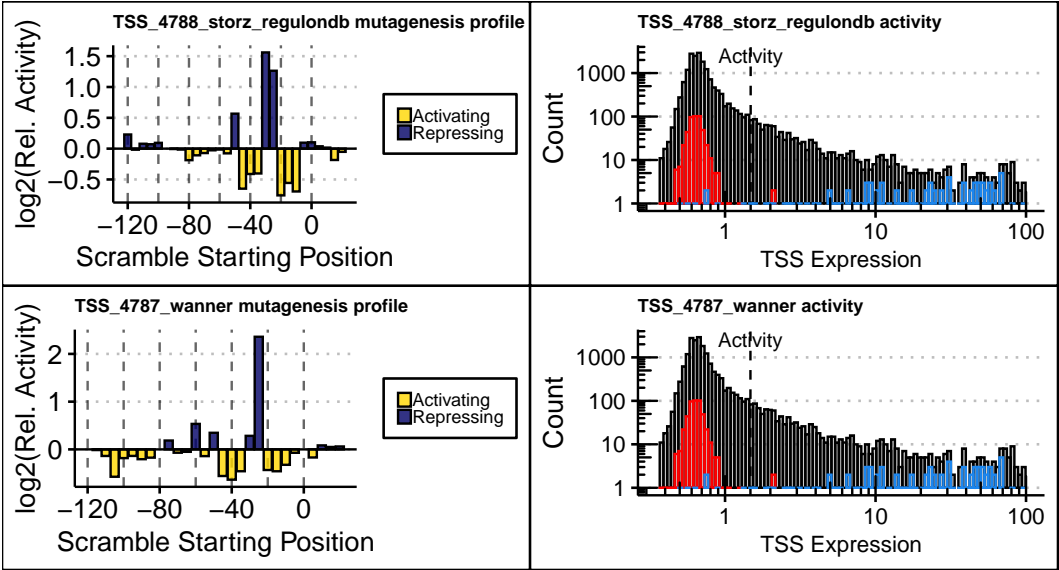 TSS_4788_storz_regulondb mutagenesis profile
log2(Rel. Activity)
1.5
1.0
0.5
0.0
−0.5
−120 −80 −40 0
Scramble Starting Position
Activating
Repressing
TSS_4788_storz_regulondb activity
Activity
Count
1000
100
10
1
1 10 100
TSS Expression
TSS_4787_wanner mutagenesis profile
log2(Rel. Activity)
2
1
0
−120 −80 −40 0
Scramble Starting Position
Activating
Repressing
TSS_4787_wanner activity
Activity
Count
1000
100
10
1
1 10 100
TSS Expression